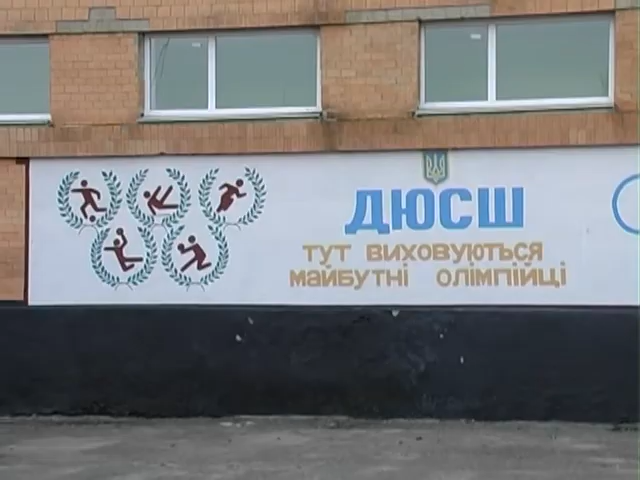 ДЮСШ
тут виховуються
майбутні олімпійці